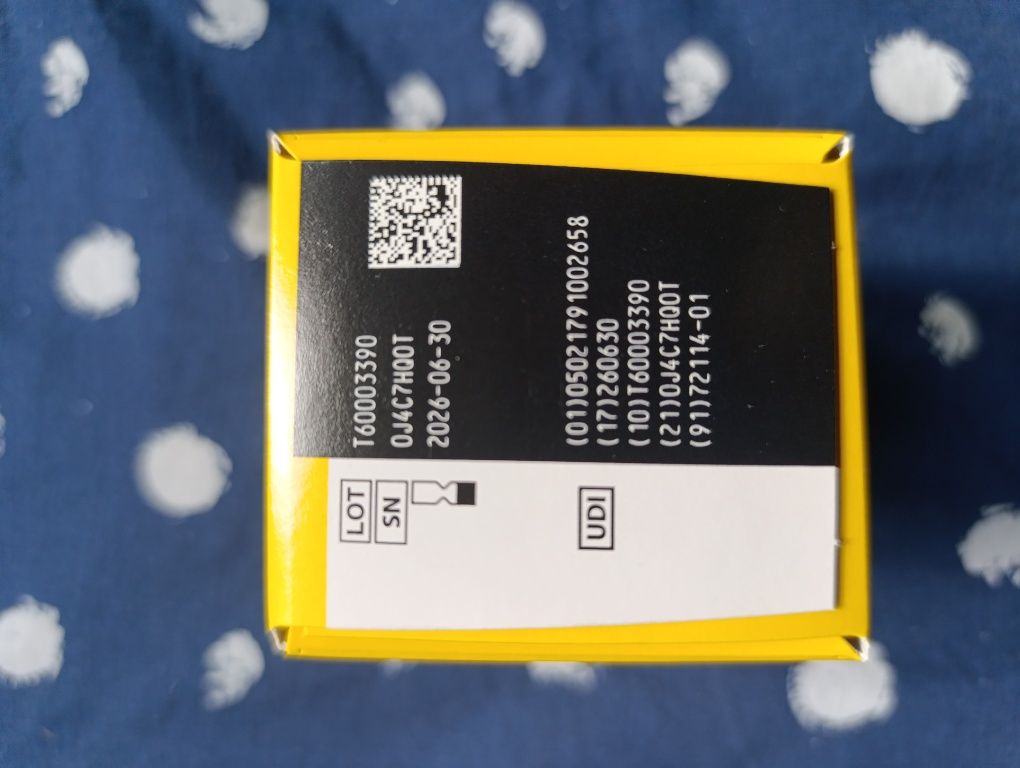 LOT T60003390
SN 0J4C7H00T
2026-06-30
UDI (01)05021791002658
(17)260630
(10)T60003390
(21)0J4C7H00T
(91)72114-01